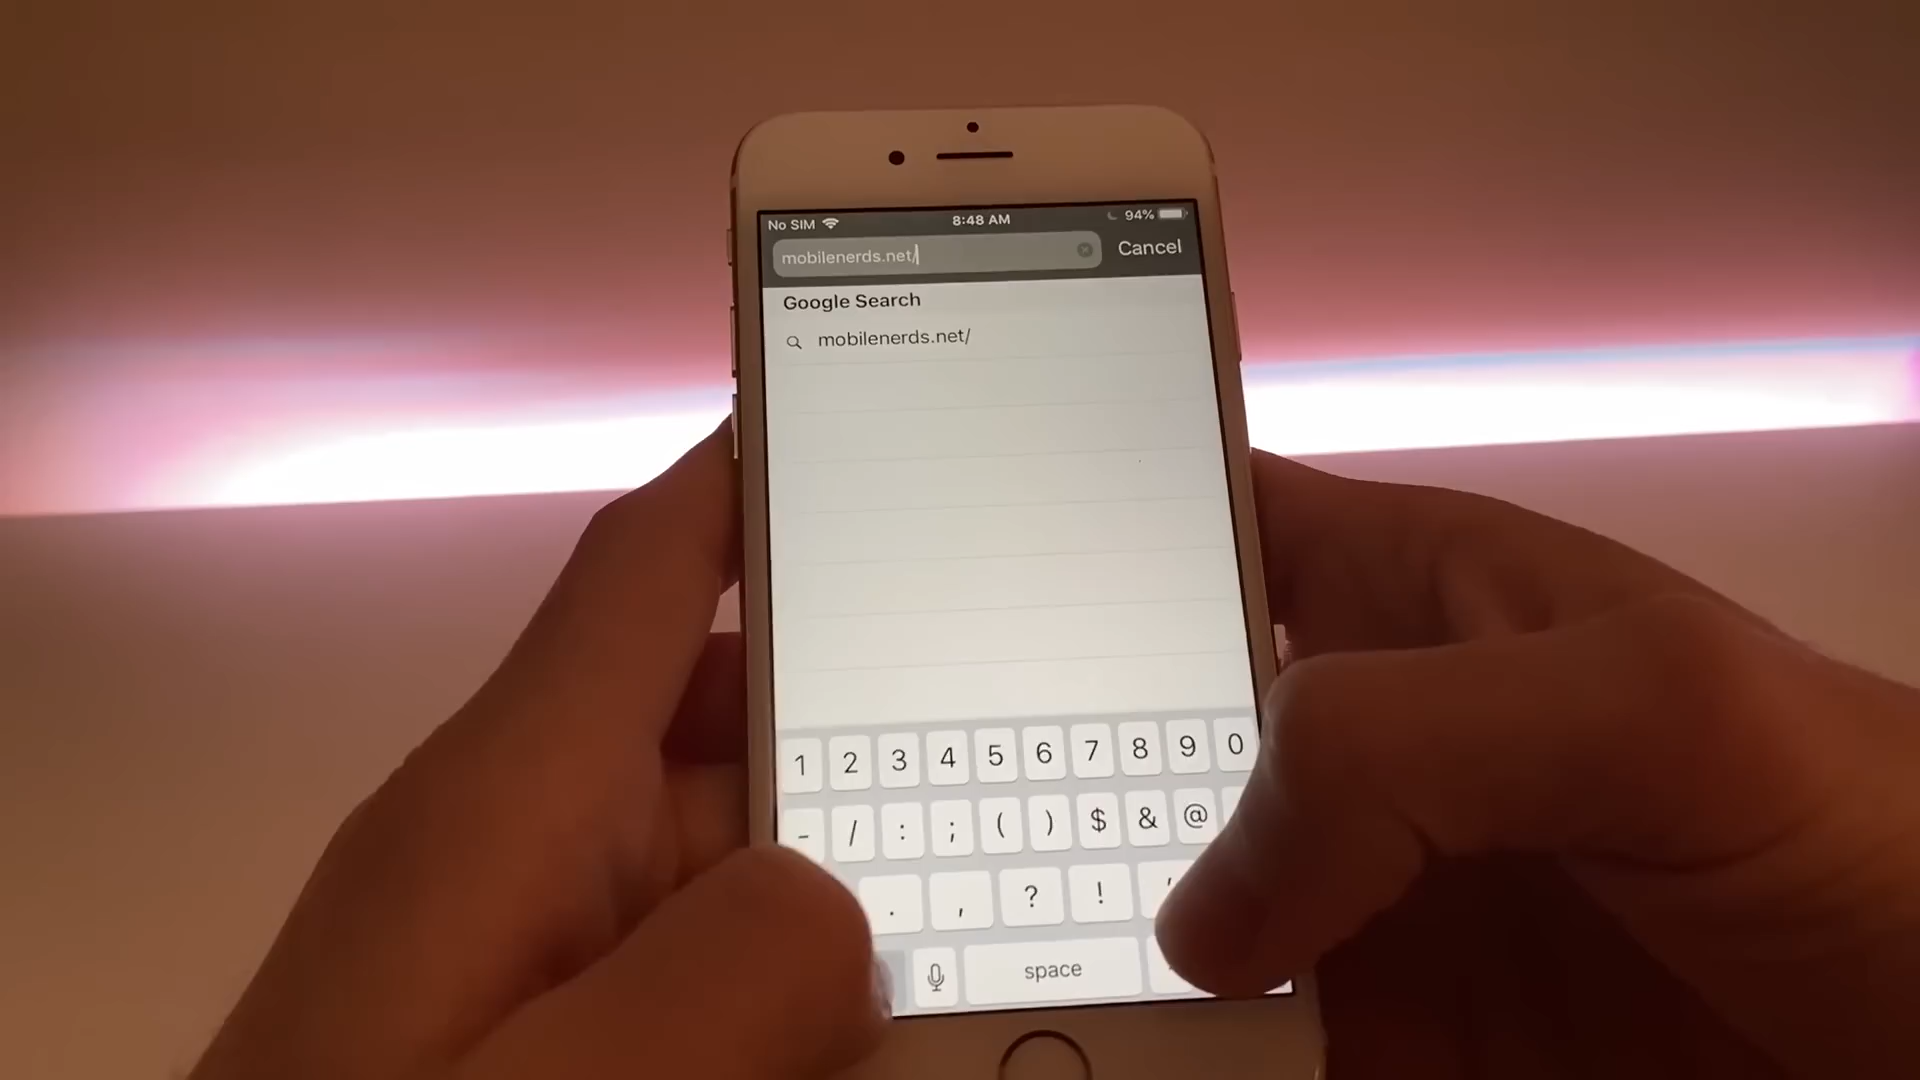 No SIM 8:48 AM 94%
mobilenerds.net/ Cancel
Google Search
mobilenerds.net/
1 2 3 4 5 6 7 8 9 0
- / : ; ( ) $ & @
. , ? ! '
space